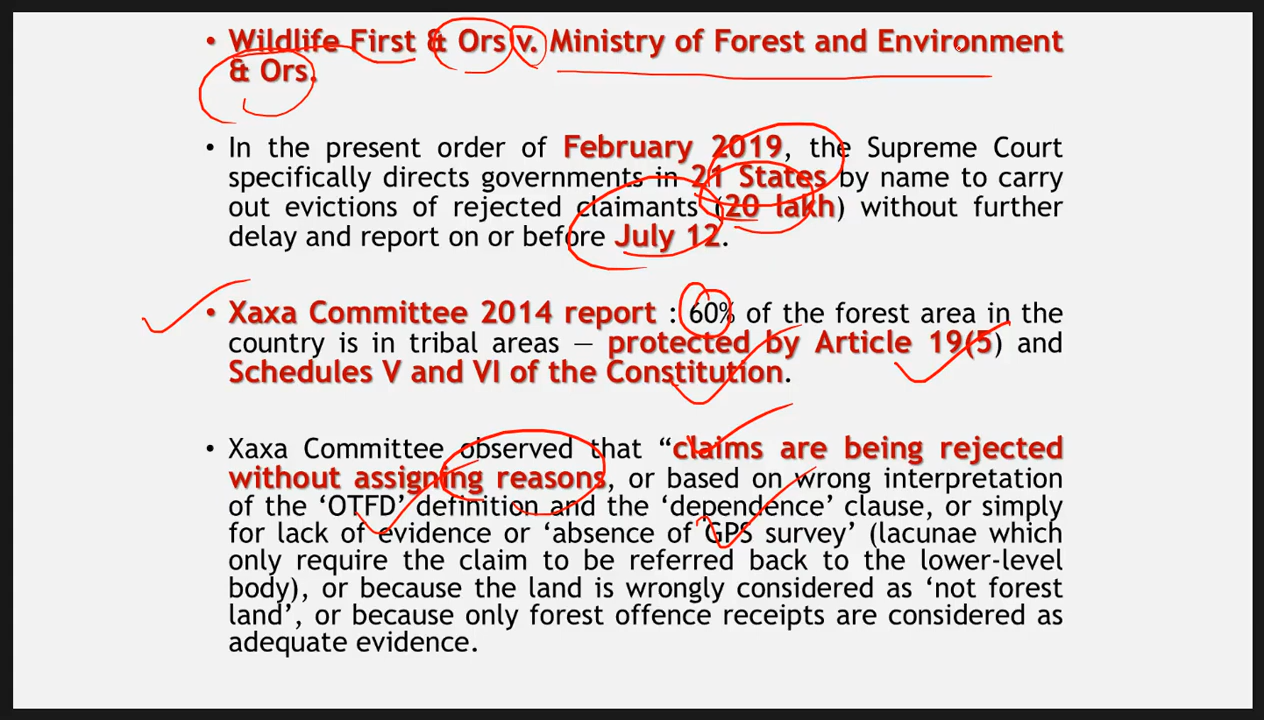 • Wildlife First & Ors v. Ministry of Forest and Environment
& Ors.
• In the present order of February 2019, the Supreme Court
specifically directs governments in 21 States by name to carry
out evictions of rejected claimants (20 lakh) without further
delay and report on or before July 12.
• Xaxa Committee 2014 report : 60% of the forest area in the
country is in tribal areas — protected by Article 19(5) and
Schedules V and VI of the Constitution.
• Xaxa Committee observed that “claims are being rejected
without assigning reasons, or based on wrong interpretation
of the ‘OTFD’ definition and the ‘dependence’ clause, or simply
for lack of evidence or ‘absence of GPS survey’ (lacunae which
only require the claim to be referred back to the lower-level
body), or because the land is wrongly considered as ‘not forest
land’, or because only forest offence receipts are considered as
adequate evidence.